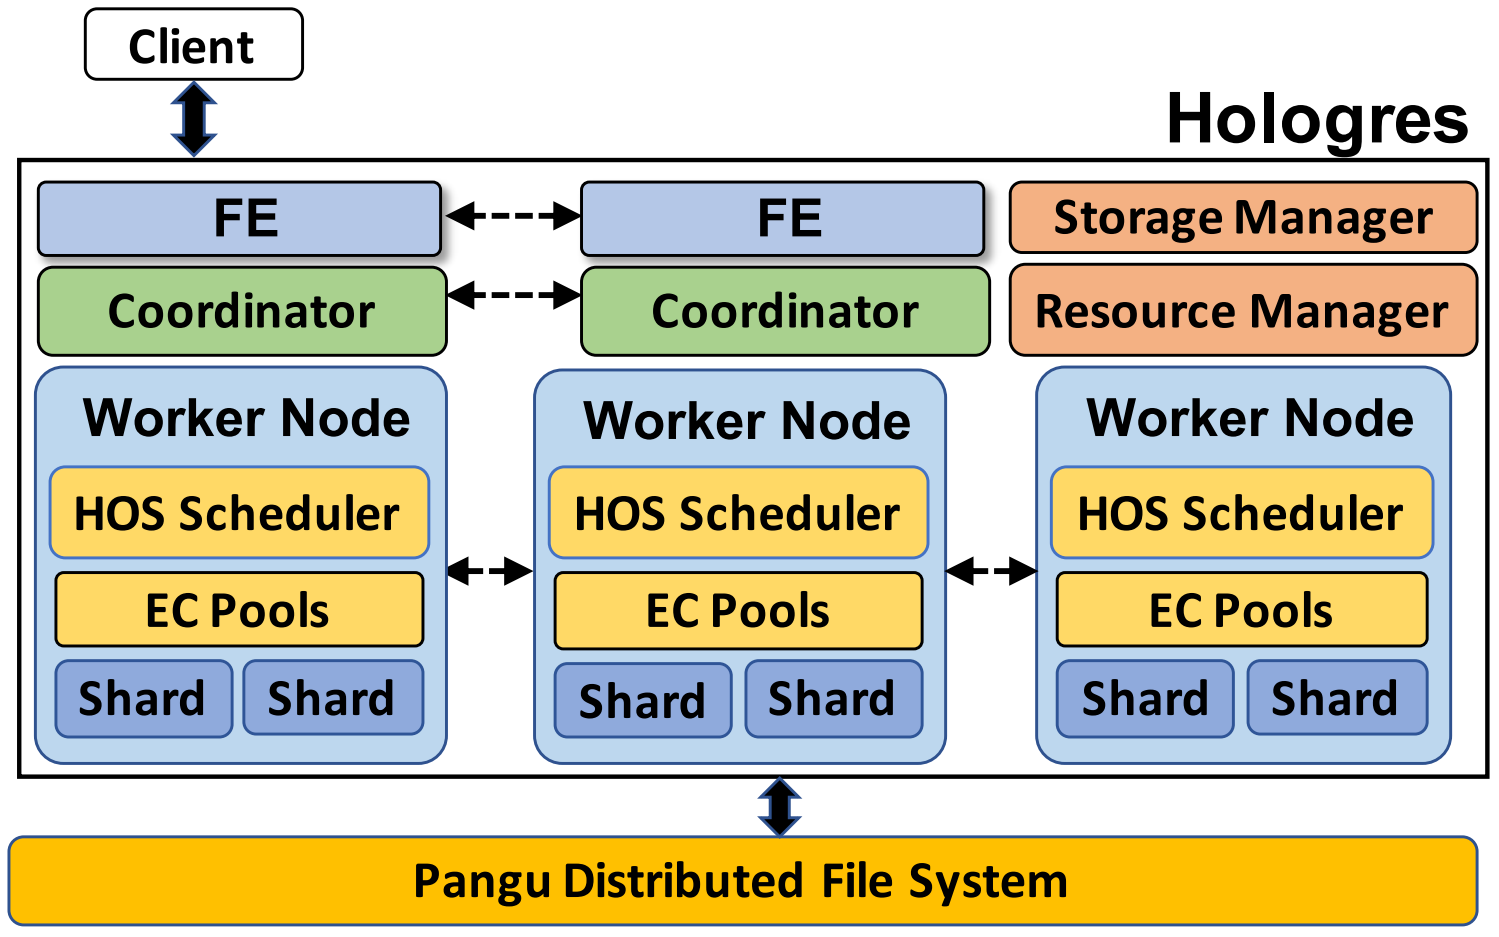 Client
Hologres
FE
FE
Storage Manager
Coordinator
Coordinator
Resource Manager
Worker Node
Worker Node
Worker Node
HOS Scheduler
HOS Scheduler
HOS Scheduler
EC Pools
EC Pools
EC Pools
Shard
Shard
Shard
Shard
Shard
Shard
Pangu Distributed File System